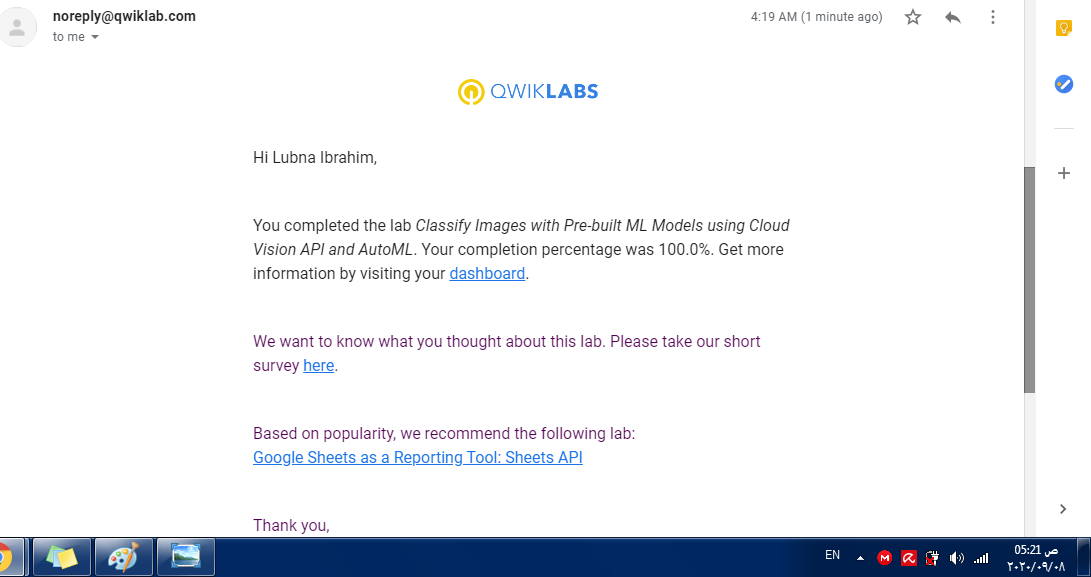 noreply@qwiklab.com
4:19 AM (1 minute ago)
to me
QWIKLABS
Hi Lubna Ibrahim,
You completed the lab Classify Images with Pre-built ML Models using Cloud
Vision API and AutoML. Your completion percentage was 100.0%. Get more
information by visiting your dashboard.
We want to know what you thought about this lab. Please take our short
survey here.
Based on popularity, we recommend the following lab:
Google Sheets as a Reporting Tool: Sheets API
Thank you,
EN
05:21 ص
٢٠٢٠/٠٩/٠٨